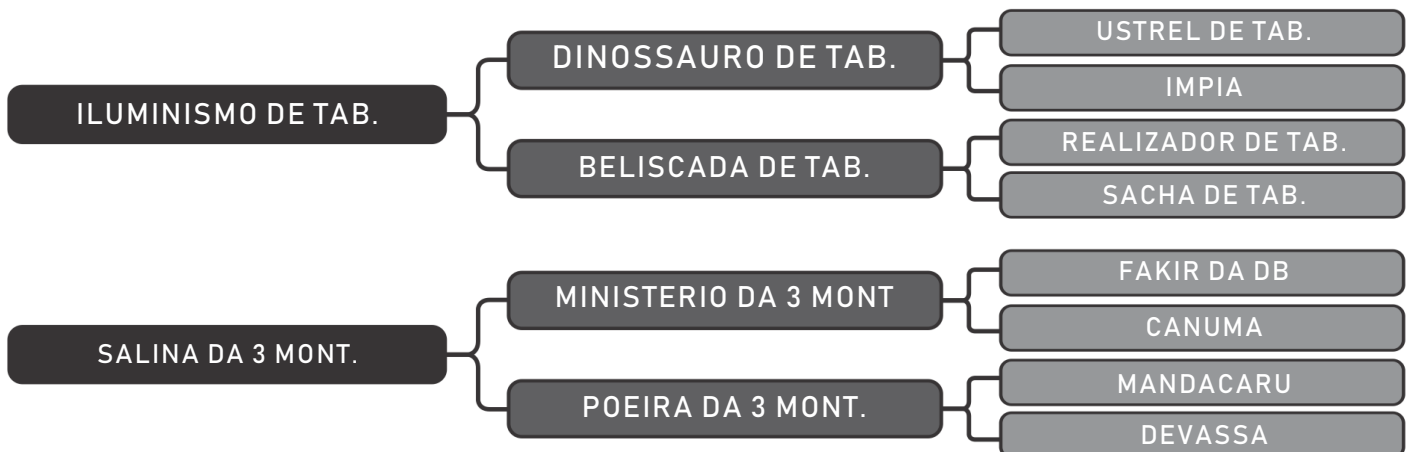 ILUMINISMO DE TAB.
DINOSSAURO DE TAB.
USTREL DE TAB.
IMPIA
BELISCADA DE TAB.
REALIZADOR DE TAB.
SACHA DE TAB.
SALINA DA 3 MONT.
MINISTERIO DA 3 MONT
FAKIR DA DB
CANUMA
POEIRA DA 3 MONT.
MANDACARU
DEVASSA